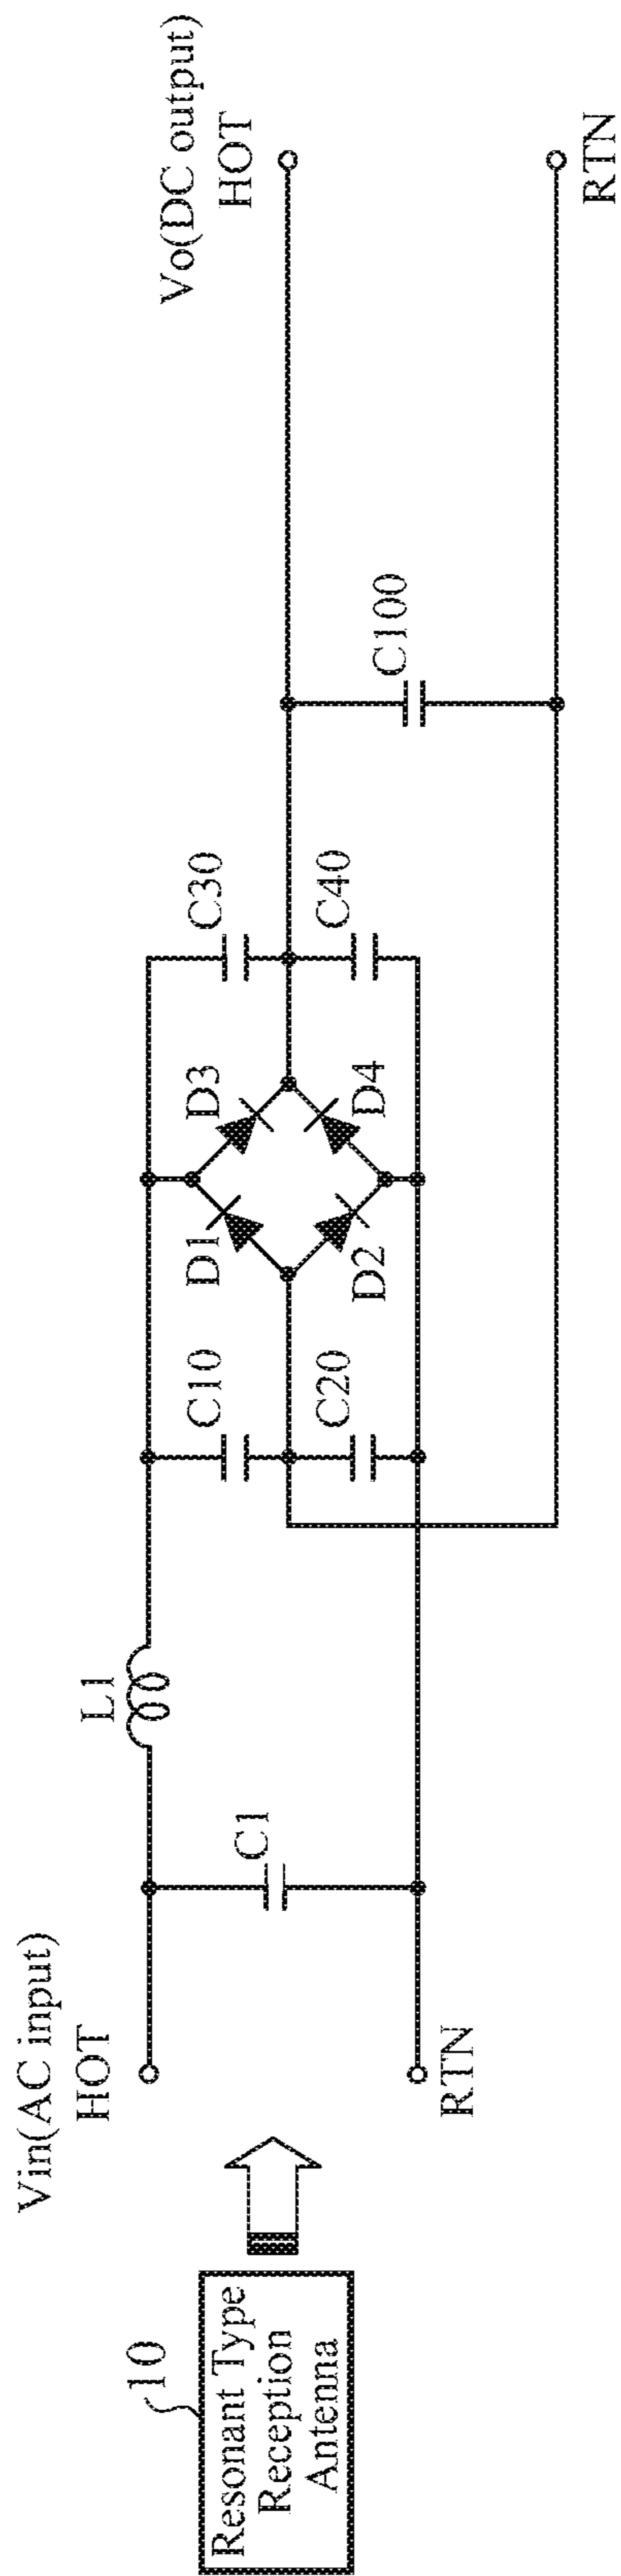 Vin(AC input)
HOT
Vo(DC output)
HOT
10
Resonant Type
Reception
Antenna
L1
C1
C10
C20
D1
D3
D2
D4
C30
C40
C100
RTN
RTN